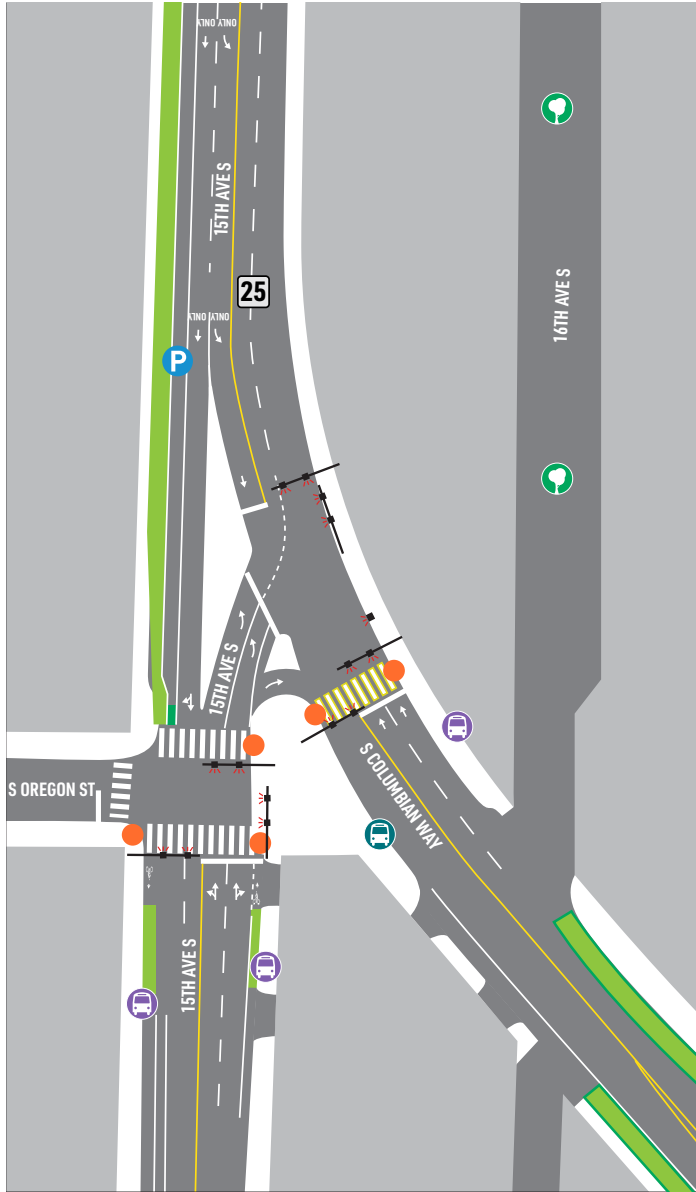 ONLY ONLY
15TH AVE S
25
16TH AVE S
ONLY ONLY
P
15TH AVE S
S OREGON ST
S COLUMBIAN WAY
15TH AVE S